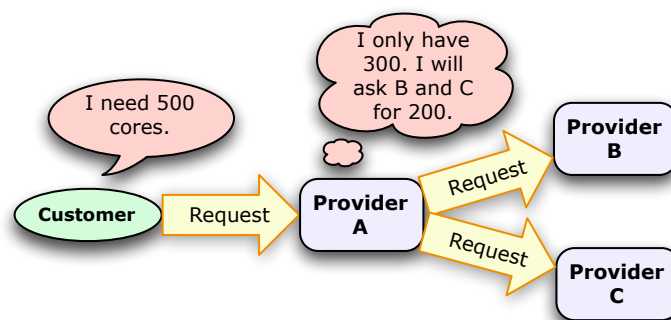 I need 500
cores.
I only have
300. I will
ask B and C
for 200.
Customer
Request
Provider
A
Request
Request
Provider
B
Provider
C